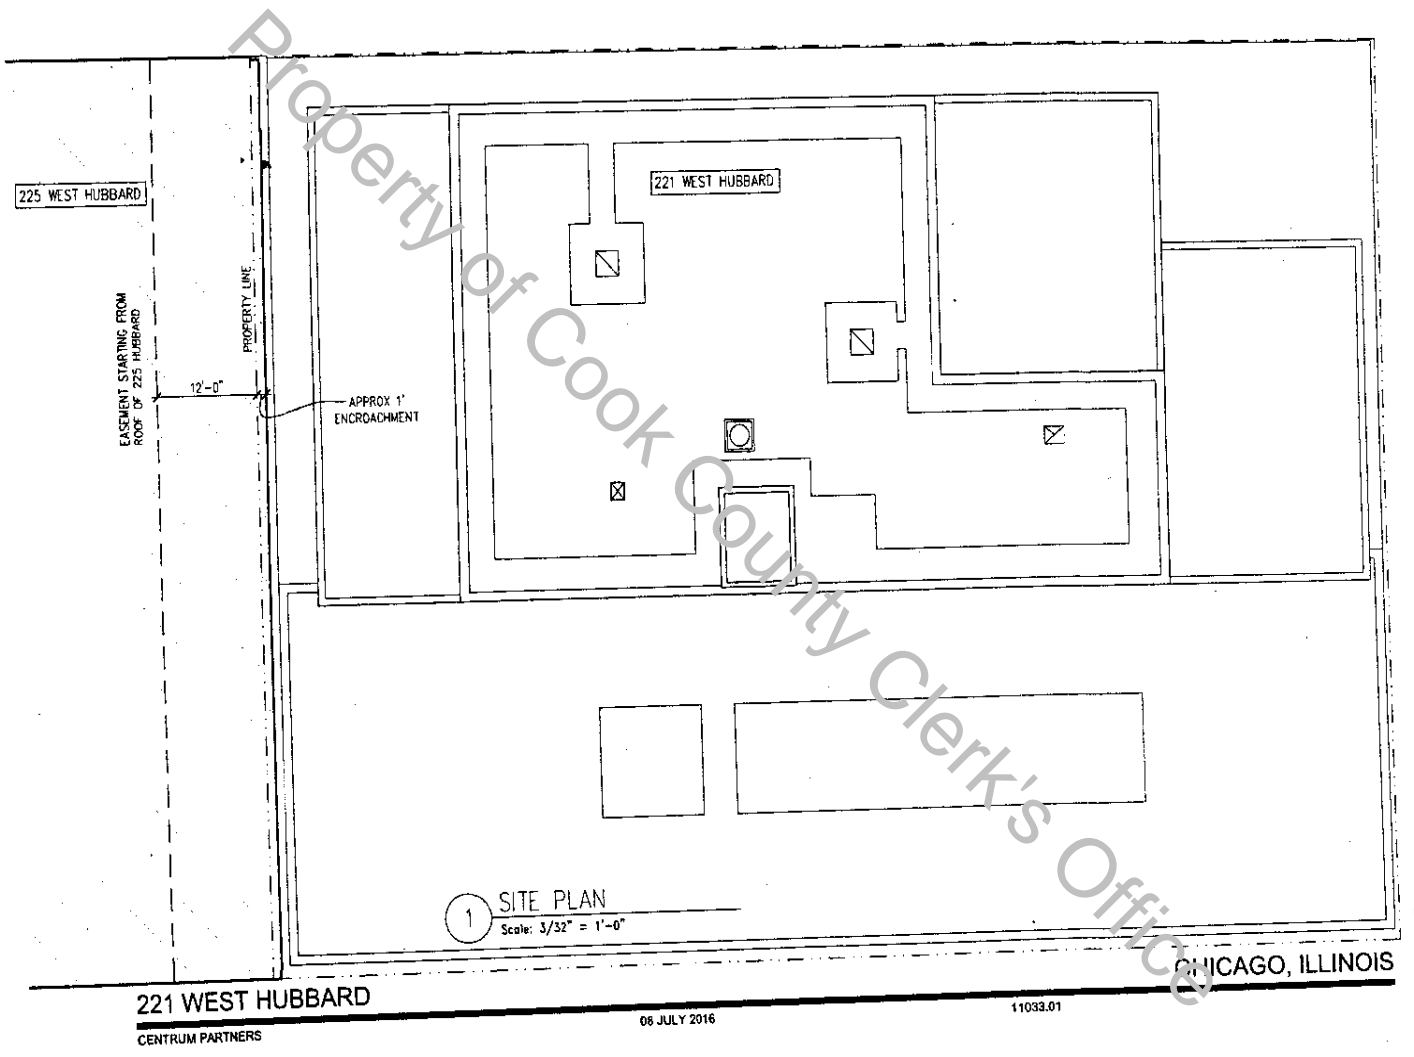 225 WEST HUBBARD
221 WEST HUBBARD
PROPERTY LINE
EASEMENT STARTING FROM
ROOF OF 225 HUBBARD
12'-0"
APPROX 1'
ENCROACHMENT
Property of Cook County Clerk's Office
1
SITE PLAN
Scale: 3/32" = 1'-0"
221 WEST HUBBARD
CHICAGO, ILLINOIS
CENTRUM PARTNERS
08 JULY 2016
11033.01